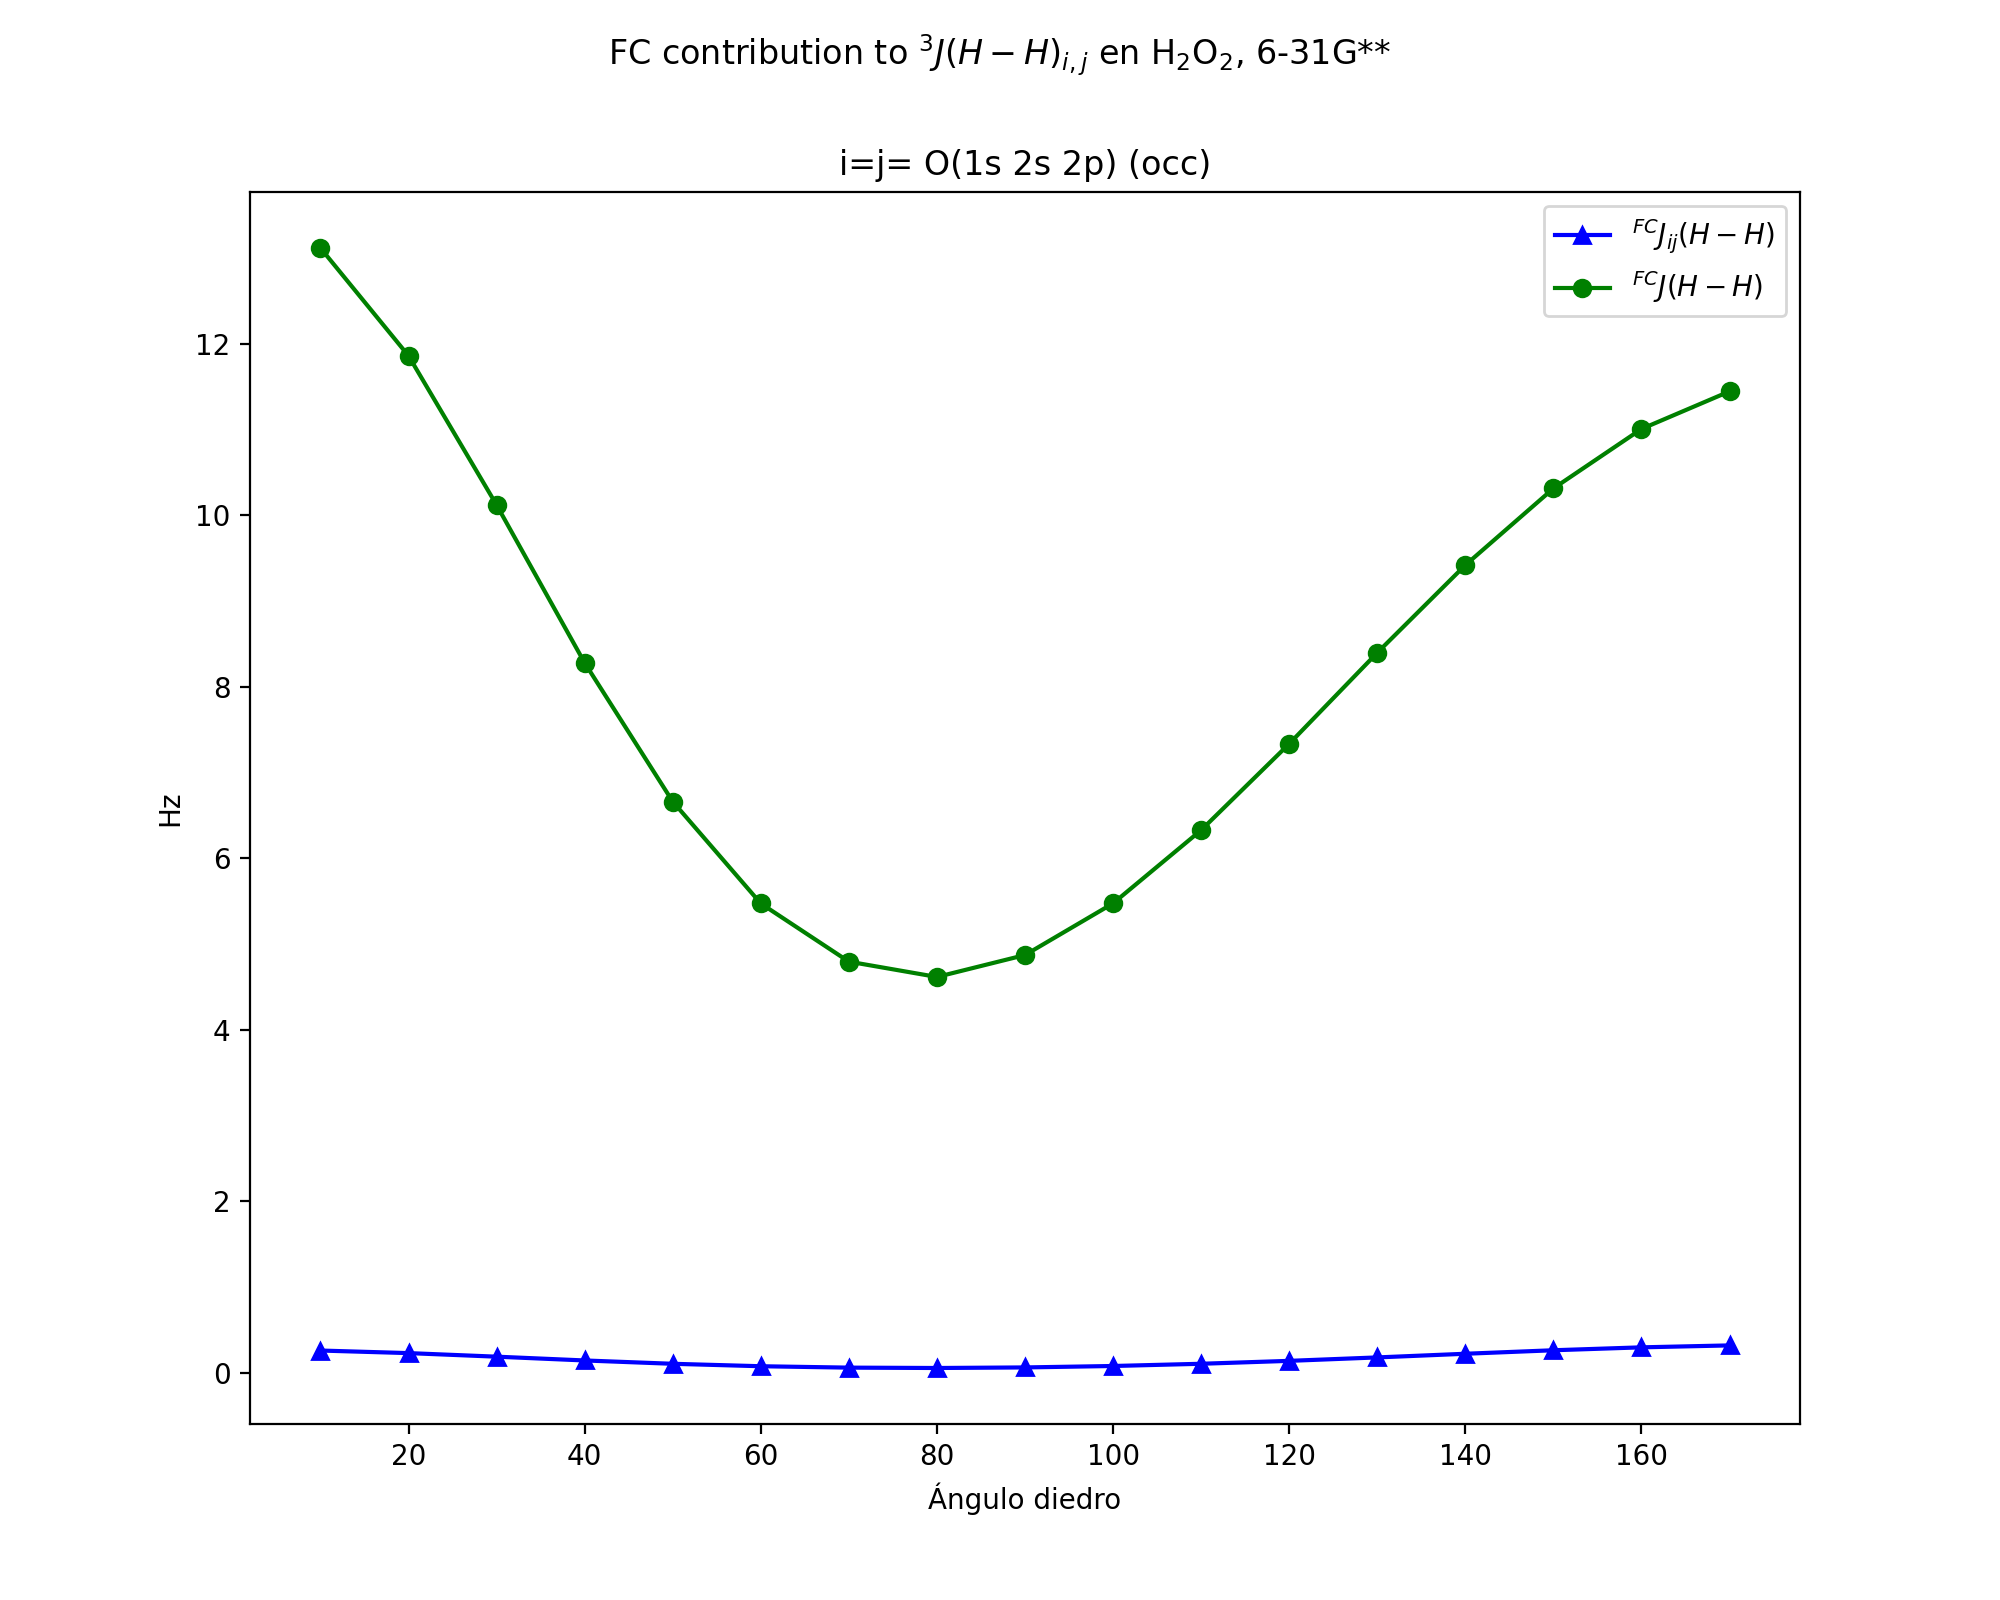 FC contribution to ³J(H − H)ᵢ,ⱼ en H₂O₂, 6-31G**
i=j= O(1s 2s 2p) (occ)
ᶠᶜJᵢⱼ(H − H)
ᶠᶜJ(H − H)
12
10
8
6
4
2
0
Hz
20 40 60 80 100 120 140 160
Ángulo diedro